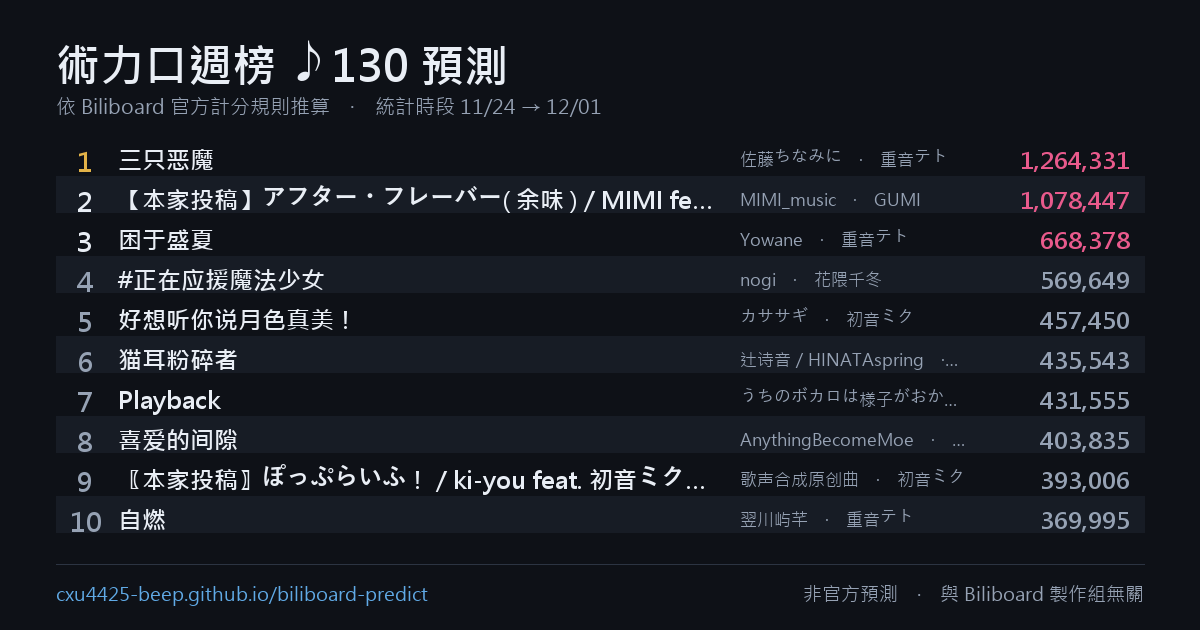 術力口週榜 ♪130 預測
依 Biliboard 官方計分規則推算 · 統計時段 11/24 → 12/01
1 三只恶魔 佐藤ちなみに · 重音テト 1,264,331
2 【本家投稿】アフター・フレーバー(余味) / MIMI fe... MIMI_music · GUMI 1,078,447
3 困于盛夏 Yowane · 重音テト 668,378
4 #正在应援魔法少女 nogi · 花隈千冬 569,649
5 好想听你说月色真美！ カササギ · 初音ミク 457,450
6 猫耳粉碎者 辻诗音 / HINATAspring ·... 435,543
7 Playback うちのボカロは様子がおか... 431,555
8 喜爱的间隙 AnythingBecomeMoe · ... 403,835
9 〖本家投稿〗ぽっぷらいふ！ / ki-you feat. 初音ミク... 歌声合成原创曲 · 初音ミク 393,006
10 自燃 翌川屿芊 · 重音テト 369,995
cxu4425-beep.github.io/biliboard-predict 非官方預測 · 與 Biliboard 製作組無關